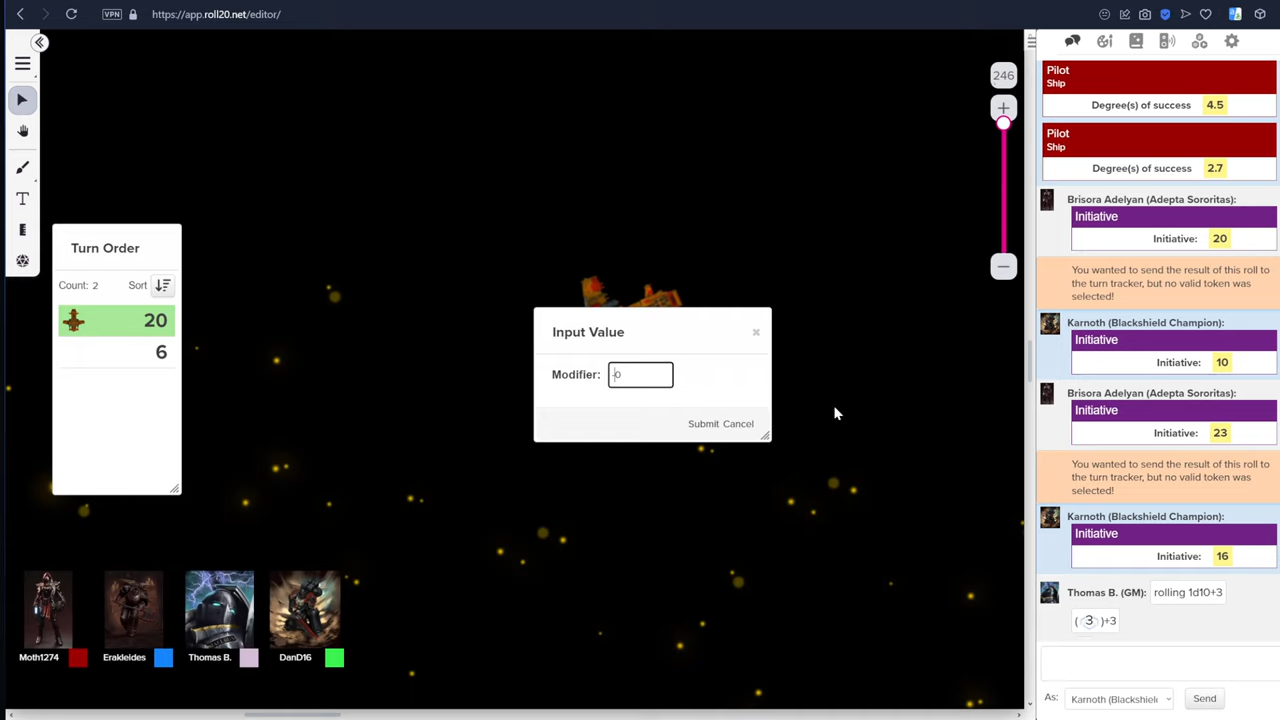 VPN https://app.roll20.net/editor/
246
Pilot
Ship
Degree(s) of success 4.5
Pilot
Ship
Degree(s) of success 2.7
Brisora Adelyan (Adepta Sororitas):
Initiative
Initiative: 20
You wanted to send the result of this roll to
the turn tracker, but no valid token was
selected!
Karnoth (Blackshield Champion):
Initiative
Initiative: 10
Brisora Adelyan (Adepta Sororitas):
Initiative
Initiative: 23
You wanted to send the result of this roll to
the turn tracker, but no valid token was
selected!
Karnoth (Blackshield Champion):
Initiative
Initiative: 16
Thomas B. (GM): rolling 1d10+3
(3)+3
As: Karnoth (Blackshiel Send
Turn Order
Count: 2 Sort
20
6
Input Value
Modifier: 0
Submit Cancel
Moth1274
Erakleides
Thomas B.
DanD16